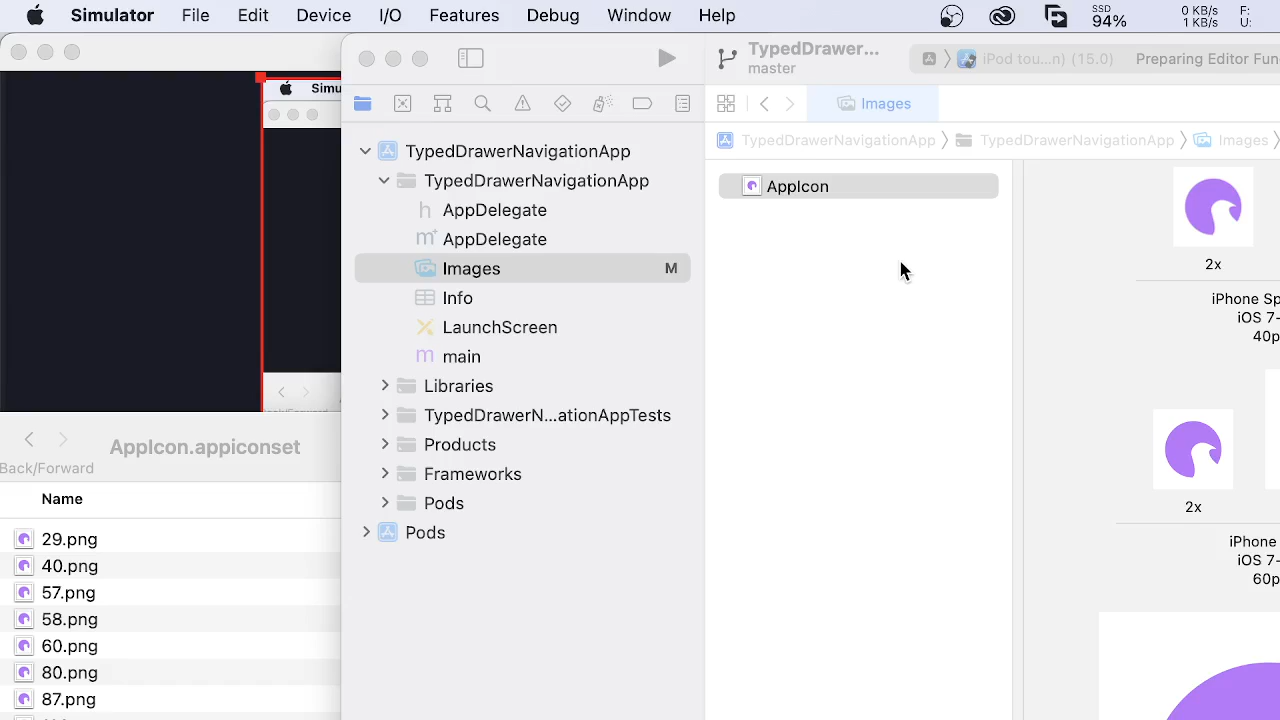 Simulator File Edit Device I/O Features Debug Window Help SSD 94% 0 KB/s 1 KB/s F: U:
TypedDrawer...
master
iPod tou...n) (15.0) Preparing Editor Fun
Simu
Images
TypedDrawerNavigationApp TypedDrawerNavigationApp Images
TypedDrawerNavigationApp
TypedDrawerNavigationApp
AppDelegate
AppDelegate
Images M
Info
LaunchScreen
main
Libraries
TypedDrawerN...ationAppTests
Products
Frameworks
Pods
Pods
AppIcon
2x
iPhone Sp
iOS 7-
40p
2x
iPhone
iOS 7-
60p
AppIcon.appiconset
Back/Forward
Name
29.png
40.png
57.png
58.png
60.png
80.png
87.png